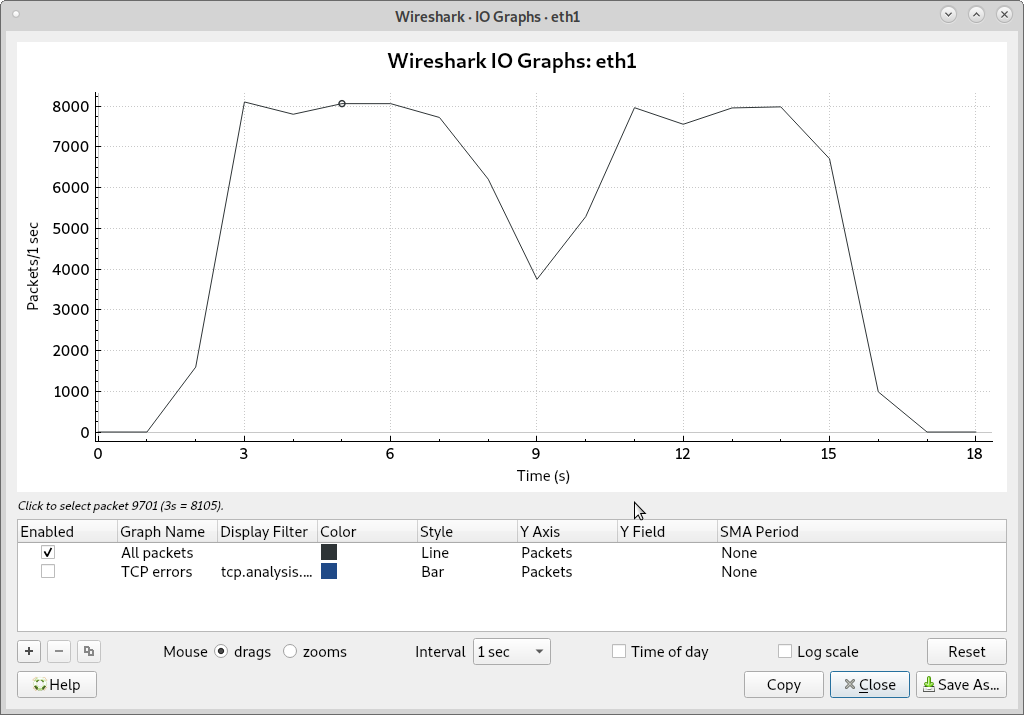 Wireshark · IO Graphs · eth1
Wireshark IO Graphs: eth1
8000
7000
6000
5000
4000
3000
2000
1000
0
Packets/1 sec
0 3 6 9 12 15 18
Time (s)
Click to select packet 9701 (3s = 8105).
Enabled Graph Name Display Filter Color Style Y Axis Y Field SMA Period
All packets Line Packets None
TCP errors tcp.analysis.... Bar Packets None
Mouse drags zooms Interval 1 sec Time of day Log scale Reset
Help Copy Close Save As...